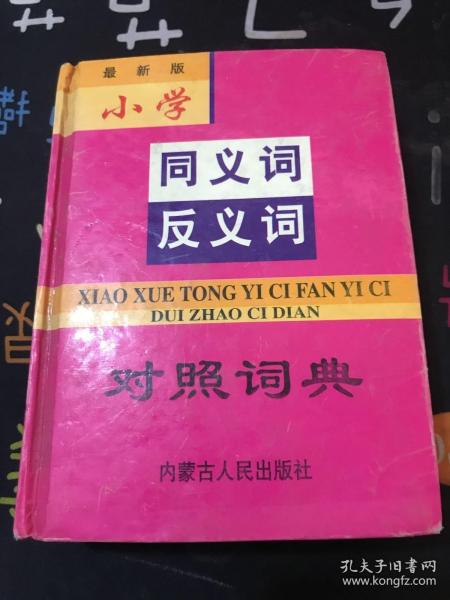 最新版
小学
同义词
反义词
XIAO XUE TONG YI CI FAN YI CI
DUI ZHAO CI DIAN
对照词典
内蒙古人民出版社
孔夫子旧书网
www.kongfz.com